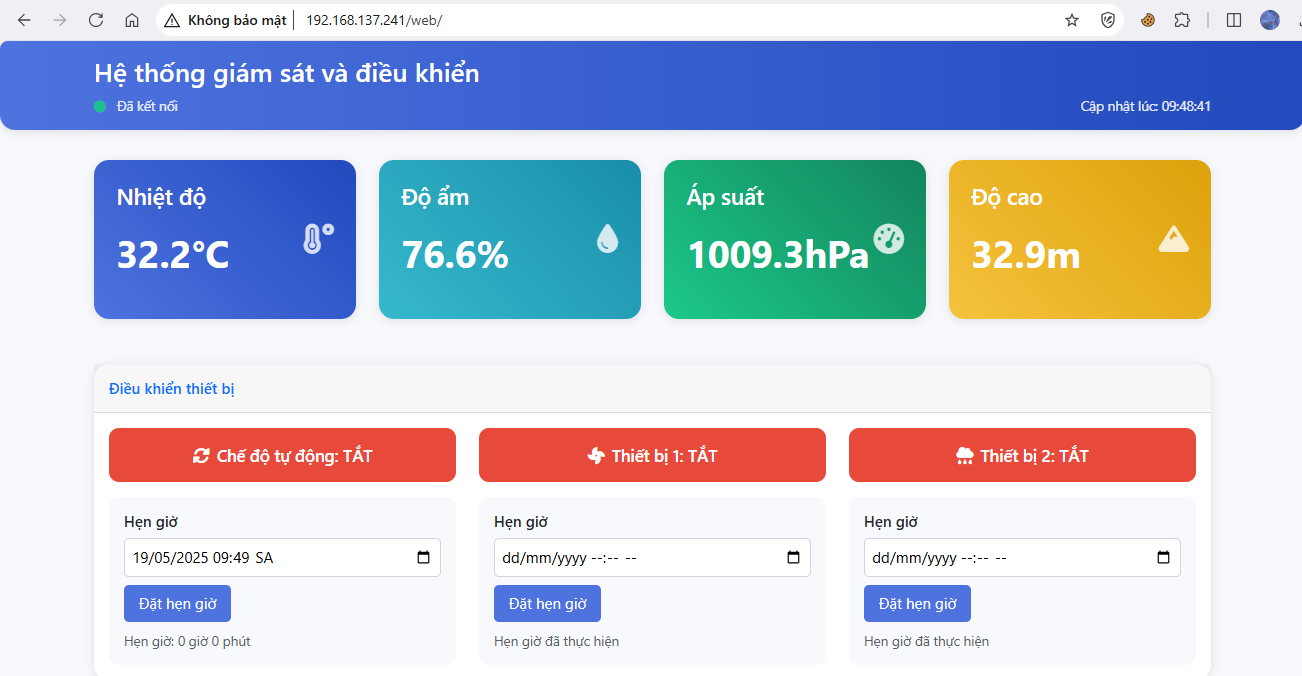 Không bảo mật 192.168.137.241/web/
Hệ thống giám sát và điều khiển
Đã kết nối
Cập nhật lúc: 09:48:41
Nhiệt độ
32.2°C
Độ ẩm
76.6%
Áp suất
1009.3hPa
Độ cao
32.9m
Điều khiển thiết bị
Chế độ tự động: TẮT
Thiết bị 1: TẮT
Thiết bị 2: TẮT
Hẹn giờ
19/05/2025 09:49 SA
Đặt hẹn giờ
Hẹn giờ: 0 giờ 0 phút
Hẹn giờ
dd/mm/yyyy --:-- --
Đặt hẹn giờ
Hẹn giờ đã thực hiện
Hẹn giờ
dd/mm/yyyy --:-- --
Đặt hẹn giờ
Hẹn giờ đã thực hiện